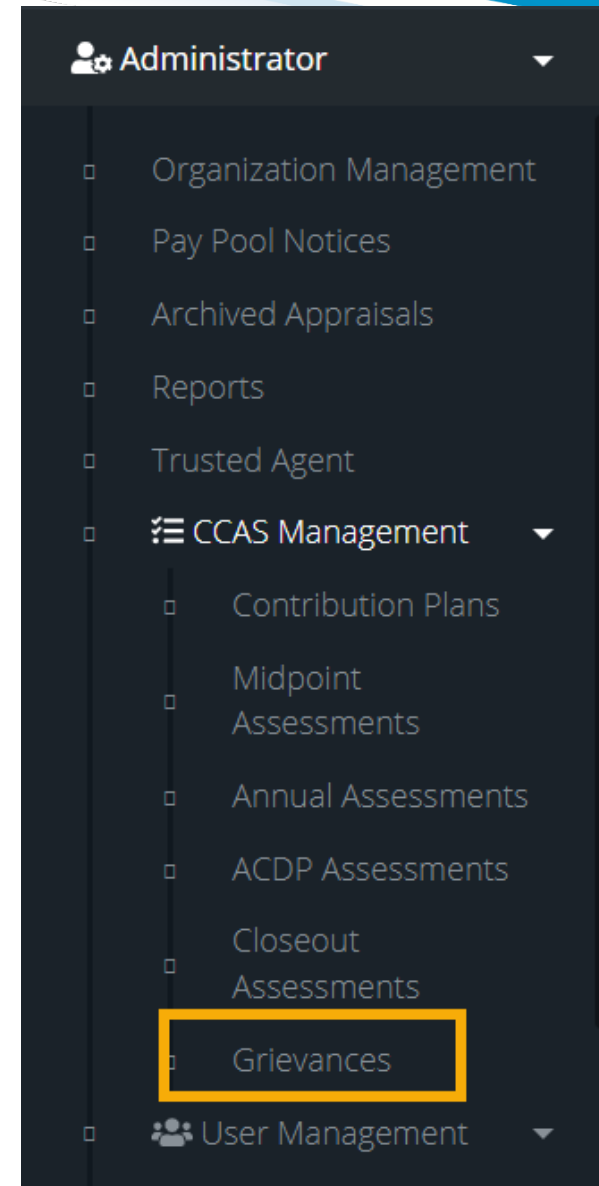 Administrator
Organization Management
Pay Pool Notices
Archived Appraisals
Reports
Trusted Agent
CCAS Management
Contribution Plans
Midpoint
Assessments
Annual Assessments
ACDP Assessments
Closeout
Assessments
Grievances
User Management